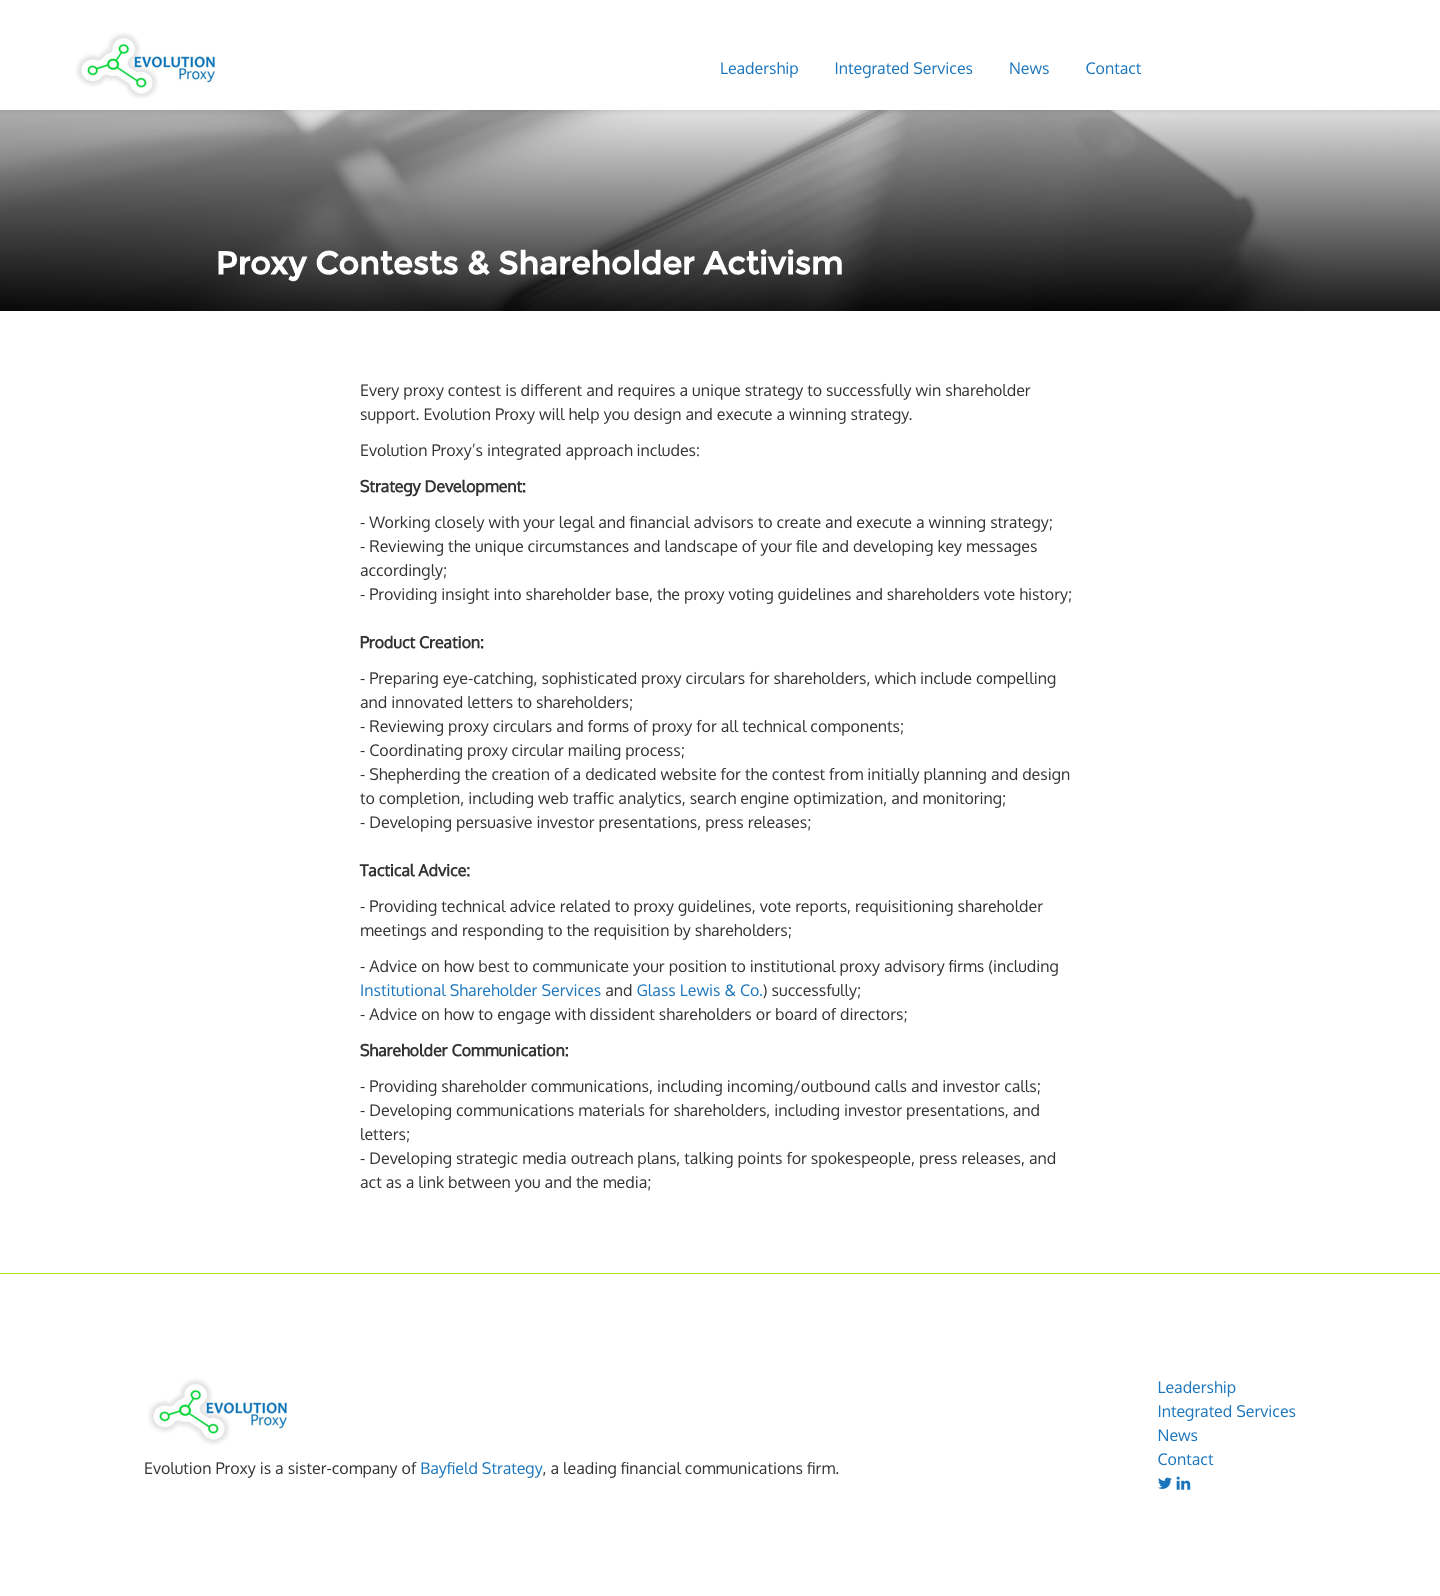 EVOLUTION
Proxy
Leadership
Integrated Services
News
Contact
Proxy Contests & Shareholder Activism
Every proxy contest is different and requires a unique strategy to successfully win shareholder
support. Evolution Proxy will help you design and execute a winning strategy.
Evolution Proxy’s integrated approach includes:
Strategy Development:
- Working closely with your legal and financial advisors to create and execute a winning strategy;
- Reviewing the unique circumstances and landscape of your file and developing key messages
accordingly;
- Providing insight into shareholder base, the proxy voting guidelines and shareholders vote history;
Product Creation:
- Preparing eye-catching, sophisticated proxy circulars for shareholders, which include compelling
and innovated letters to shareholders;
- Reviewing proxy circulars and forms of proxy for all technical components;
- Coordinating proxy circular mailing process;
- Shepherding the creation of a dedicated website for the contest from initially planning and design
to completion, including web traffic analytics, search engine optimization, and monitoring;
- Developing persuasive investor presentations, press releases;
Tactical Advice:
- Providing technical advice related to proxy guidelines, vote reports, requisitioning shareholder
meetings and responding to the requisition by shareholders;
- Advice on how best to communicate your position to institutional proxy advisory firms (including
Institutional Shareholder Services and Glass Lewis & Co.) successfully;
- Advice on how to engage with dissident shareholders or board of directors;
Shareholder Communication:
- Providing shareholder communications, including incoming/outbound calls and investor calls;
- Developing communications materials for shareholders, including investor presentations, and
letters;
- Developing strategic media outreach plans, talking points for spokespeople, press releases, and
act as a link between you and the media;
EVOLUTION
Proxy
Evolution Proxy is a sister-company of Bayfield Strategy, a leading financial communications firm.
Leadership
Integrated Services
News
Contact